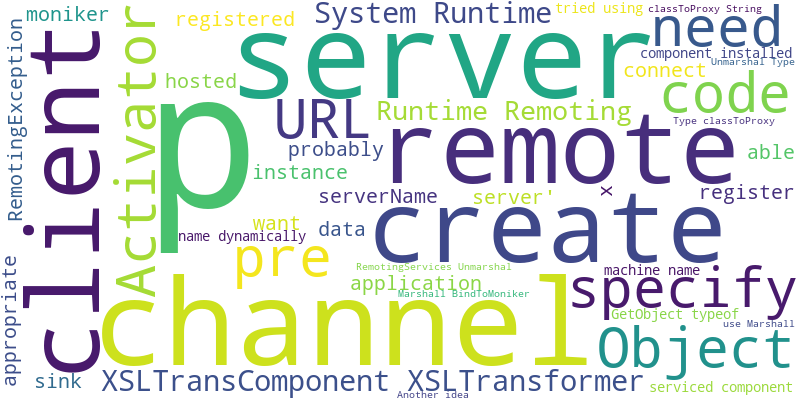 moniker
registered
System Runtime
tried using
classToProxy String
need
component installed
Unmarshal Type
connect
RemotingException
client
Activator
hosted
p
server
URL
Runtime Remoting
code
Type classToProxy
probably
remote
able
instance
x
serverName
server'
register
want
data
create
name dynamically
pre
RemotingServices Unmarshal
machine name
application
specify
Marshall BindToMoniker
GetObject typeof
use Marshall
appropriate
channel
Object
sink
XSLTransComponent XSLTransformer
serviced component
Another idea